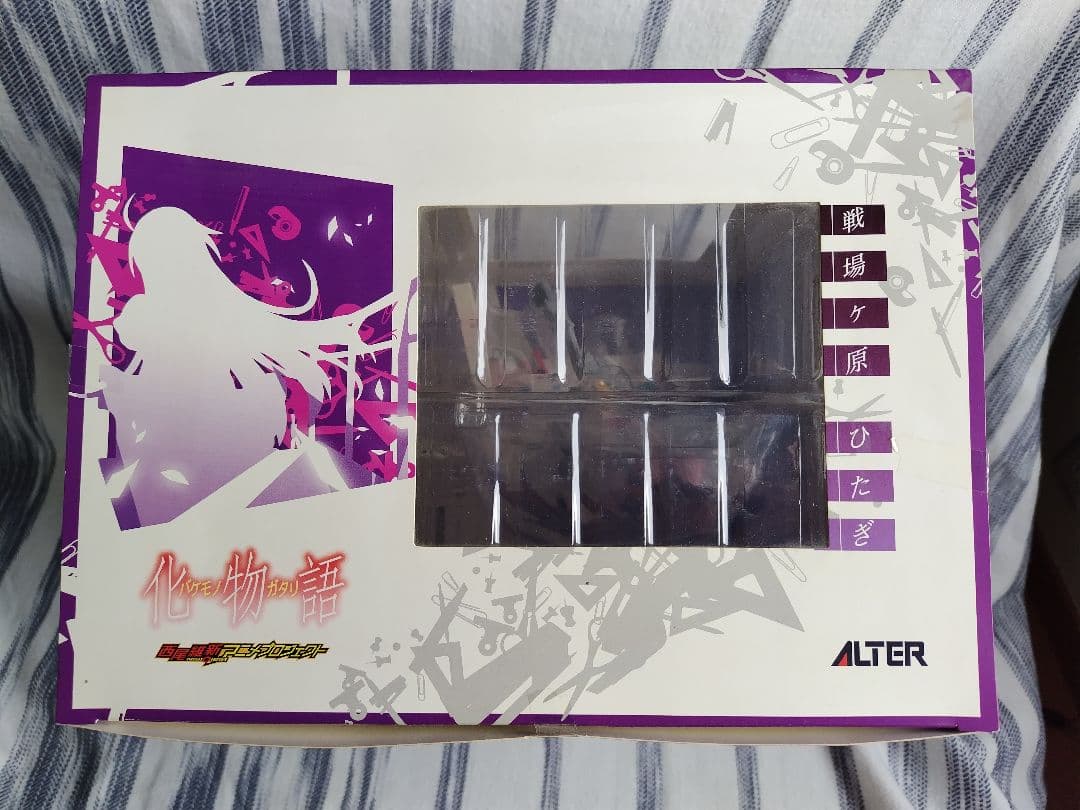 戦場ヶ原ひたぎ
化物語
バケモノガタリ
西尾維新アニメプロジェクト
ALTER